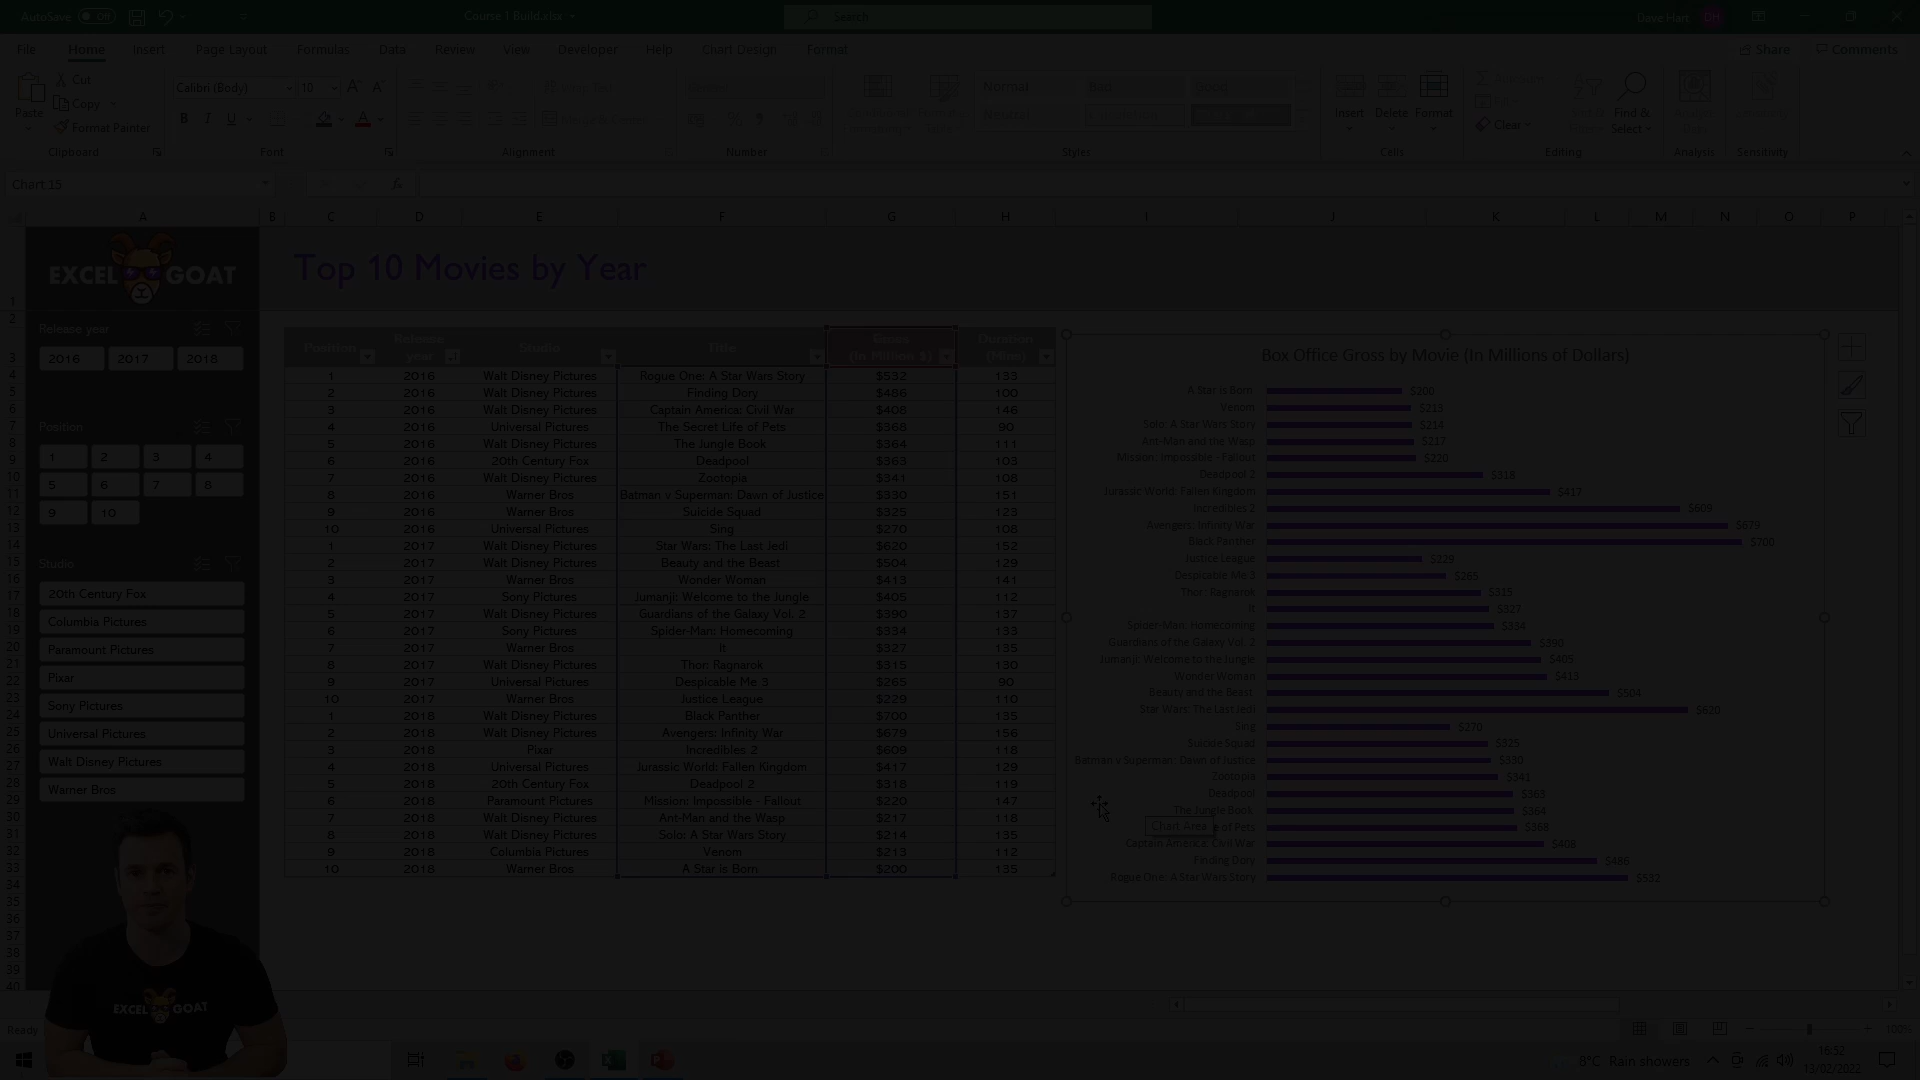 AutoSave Off
Course 1 Build.xlsx
Search
Dave Hart DH
File Home Insert Page Layout Formulas Data Review View Developer Help Chart Design Format Share Comments
Paste Cut
Copy
Format Painter
Clipboard
Calibri (Body) 10
B I U
Font
Alignment
Number
Normal Bad Good
Neutral
Styles
Insert Delete Format
Cells
Clear
Find & Select
Editing
Analysis
Sensitivity
Chart 15
fx
A B C D E F G H I J K L M N O P
EXCEL GOAT
Top 10 Movies by Year
Release year
2016 2017 2018
Position
1 2 3 4
5 6 7 8
9 10
Studio
20th Century Fox
Columbia Pictures
Paramount Pictures
Pixar
Sony Pictures
Universal Pictures
Walt Disney Pictures
Warner Bros
Position Release year Studio Title Gross (In Million $) Duration (Mins)
1 2016 Walt Disney Pictures Rogue One: A Star Wars Story $532 133
2 2016 Walt Disney Pictures Finding Dory $486 100
3 2016 Walt Disney Pictures Captain America: Civil War $408 146
4 2016 Universal Pictures The Secret Life of Pets $368 90
5 2016 Walt Disney Pictures The Jungle Book $364 111
6 2016 20th Century Fox Deadpool $363 103
7 2016 Walt Disney Pictures Zootopia $341 108
8 2016 Warner Bros Batman v Superman: Dawn of Justice $330 151
9 2016 Warner Bros Suicide Squad $325 123
10 2016 Universal Pictures Sing $270 108
1 2017 Walt Disney Pictures Star Wars: The Last Jedi $620 152
2 2017 Walt Disney Pictures Beauty and the Beast $504 129
3 2017 Warner Bros Wonder Woman $413 141
4 2017 Sony Pictures Jumanji: Welcome to the Jungle $405 112
5 2017 Walt Disney Pictures Guardians of the Galaxy Vol. 2 $390 137
6 2017 Sony Pictures Spider-Man: Homecoming $334 133
7 2017 Warner Bros It $327 135
8 2017 Walt Disney Pictures Thor: Ragnarok $315 130
9 2017 Universal Pictures Despicable Me 3 $265 90
10 2017 Warner Bros Justice League $229 110
1 2018 Walt Disney Pictures Black Panther $700 135
2 2018 Walt Disney Pictures Avengers: Infinity War $679 156
3 2018 Pixar Incredibles 2 $609 118
4 2018 Universal Pictures Jurassic World: Fallen Kingdom $417 129
5 2018 20th Century Fox Deadpool 2 $318 119
6 2018 Paramount Pictures Mission: Impossible - Fallout $220 147
7 2018 Walt Disney Pictures Ant-Man and the Wasp $217 118
8 2018 Walt Disney Pictures Solo: A Star Wars Story $214 135
9 2018 Columbia Pictures Venom $213 112
10 2018 Warner Bros A Star is Born $200 135
Box Office Gross by Movie (In Millions of Dollars)
A Star is Born $200
Venom $213
Solo: A Star Wars Story $214
Ant-Man and the Wasp $217
Mission: Impossible - Fallout $220
Deadpool 2 $318
Jurassic World: Fallen Kingdom $417
Incredibles 2 $609
Avengers: Infinity War $679
Black Panther $700
Justice League $229
Despicable Me 3 $265
Thor: Ragnarok $315
It $327
Spider-Man: Homecoming $334
Guardians of the Galaxy Vol. 2 $390
Jumanji: Welcome to the Jungle $405
Wonder Woman $413
Beauty and the Beast $504
Star Wars: The Last Jedi $620
Sing $270
Suicide Squad $325
Batman v Superman: Dawn of Justice $330
Zootopia $341
Deadpool $363
The Jungle Book $364
e of Pets $368
Chart Area
Captain America: Civil War $408
Finding Dory $486
Rogue One: A Star Wars Story $532
EXCEL GOAT
Ready
100%
8°C Rain showers
16:52
13/02/2022